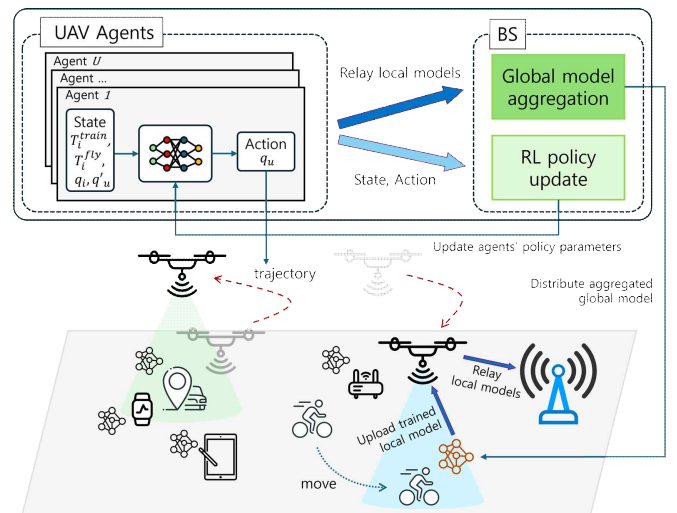 UAV Agents
BS
Agent U
Agent ...
Agent 1
State
T_i^{train},
T_i^{fly},
q_i, q'_u
Action
q_u
Relay local models
State, Action
Global model
aggregation
RL policy
update
Update agents' policy parameters
trajectory
Distribute aggregated
global model
Relay
local models
Upload trained
local model
move